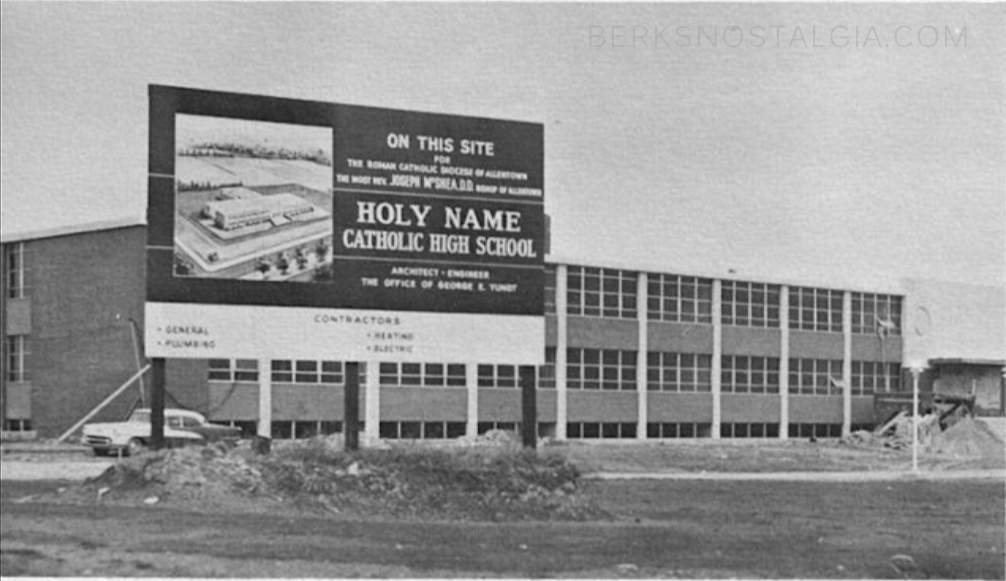 BERKSNOSTALGIA.COM
ON THIS SITE
FOR
THE ROMAN CATHOLIC DIOCESE OF ALLENTOWN
THE MOST REV. JOSEPH McSHEA, D.D. BISHOP OF ALLENTOWN
HOLY NAME
CATHOLIC HIGH SCHOOL
ARCHITECT - ENGINEER
THE OFFICE OF GEORGE E. YUNDT
CONTRACTORS
• GENERAL
• HEATING
• PLUMBING
• ELECTRIC